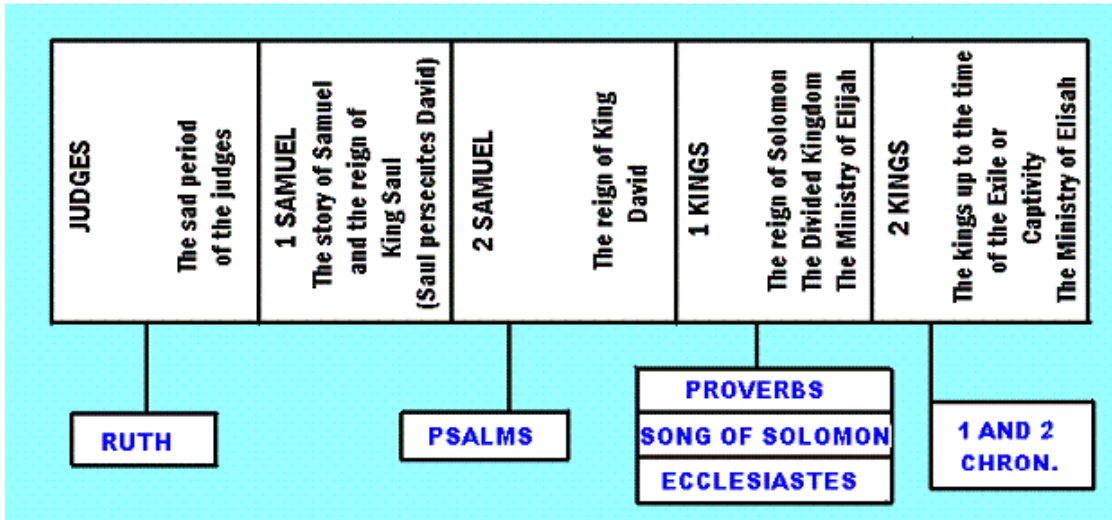 JUDGES
The sad period
of the judges
1 SAMUEL
The story of Samuel
and the reign of
King Saul
(Saul persecutes David)
2 SAMUEL
The reign of King
David
1 KINGS
The reign of Solomon
The Divided Kingdom
The Ministry of Elijah
2 KINGS
The kings up to the time
of the Exile or
Captivity
The Ministry of Elisah
RUTH
PSALMS
PROVERBS
SONG OF SOLOMON
ECCLESIASTES
1 AND 2
CHRON.